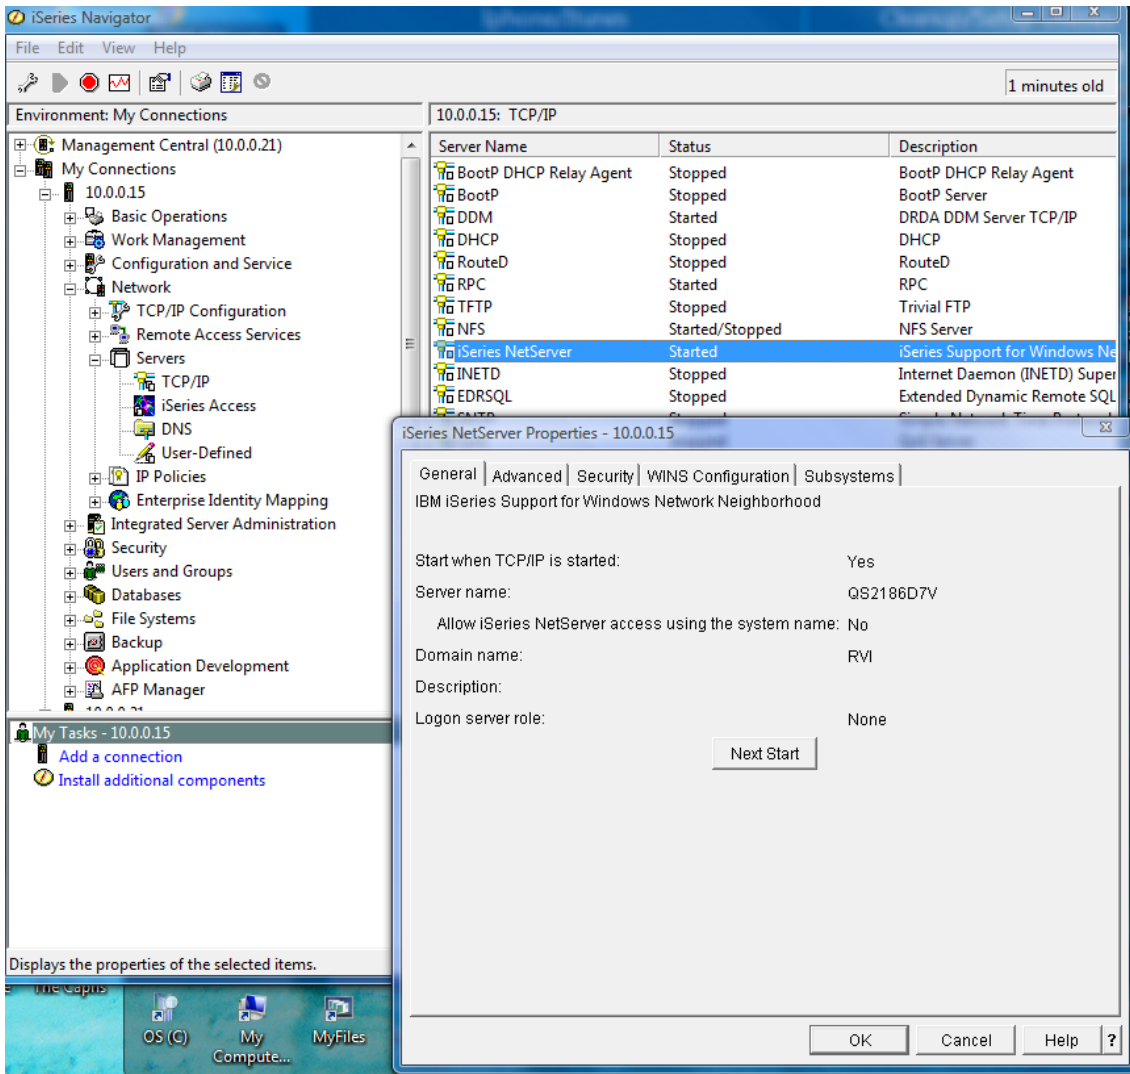 iSeries Navigator
File Edit View Help
1 minutes old
Environment: My Connections
10.0.0.15: TCP/IP
Management Central (10.0.0.21)
My Connections
10.0.0.15
Basic Operations
Work Management
Configuration and Service
Network
TCP/IP Configuration
Remote Access Services
Servers
TCP/IP
iSeries Access
DNS
User-Defined
IP Policies
Enterprise Identity Mapping
Integrated Server Administration
Security
Users and Groups
Databases
File Systems
Backup
Application Development
AFP Manager
Server Name Status Description
BootP DHCP Relay Agent Stopped BootP DHCP Relay Agent
BootP Stopped BootP Server
DDM Started DRDA DDM Server TCP/IP
DHCP Stopped DHCP
RouteD Stopped RouteD
RPC Started RPC
TFTP Stopped Trivial FTP
NFS Started/Stopped NFS Server
iSeries NetServer Started iSeries Support for Windows Ne
INETD Stopped Internet Daemon (INETD) Super
EDRSQL Stopped Extended Dynamic Remote SQL
My Tasks - 10.0.0.15
Add a connection
Install additional components
Displays the properties of the selected items.
iSeries NetServer Properties - 10.0.0.15
General Advanced Security WINS Configuration Subsystems
IBM iSeries Support for Windows Network Neighborhood
Start when TCP/IP is started: Yes
Server name: QS2186D7V
Allow iSeries NetServer access using the system name: No
Domain name: RVI
Description:
Logon server role: None
Next Start
OK Cancel Help ?
OS (C) My Compute... MyFiles